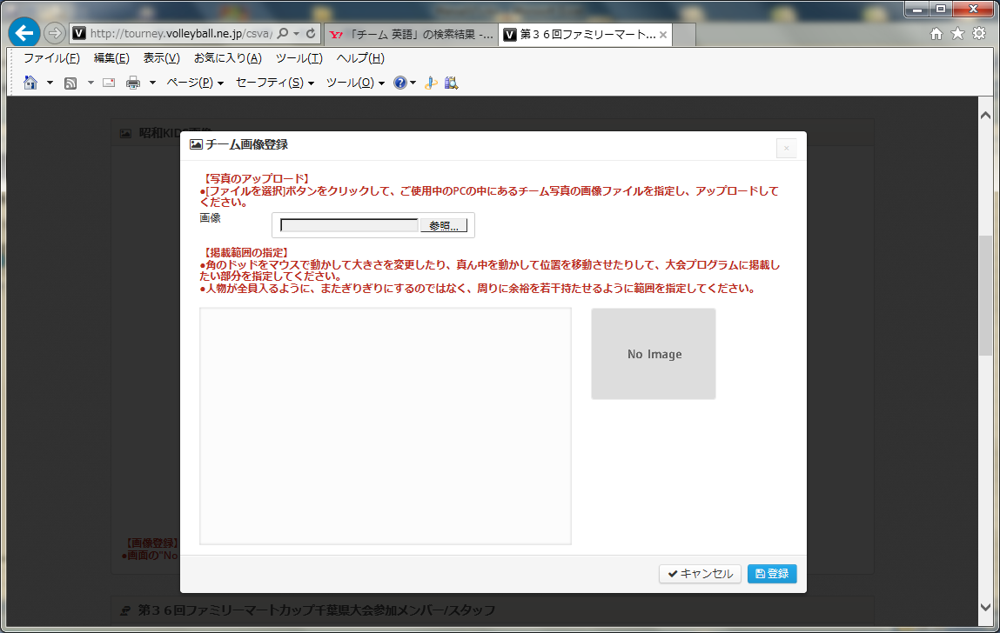 http://tourney.volleyball.ne.jp/csva/
「チーム 英語」の検索結果 -...
第３６回ファミリーマート...
ファイル(F) 編集(E) 表示(V) お気に入り(A) ツール(T) ヘルプ(H)
ページ(P) セーフティ(S) ツール(O)
昭和KIDS画像
チーム画像登録
【写真のアップロード】
●[ファイルを選択]ボタンをクリックして、ご使用中のPCの中にあるチーム写真の画像ファイルを指定し、アップロードして
ください。
画像
参照...
【掲載範囲の指定】
●角のドッドをマウスで動かして大きさを変更したり、真ん中を動かして位置を移動させたりして、大会プログラムに掲載し
たい部分を指定してください。
●人物が全員入るように、またぎりぎりにするのではなく、周りに余裕を若干持たせるように範囲を指定してください。
No Image
【画像登録】
●画面の"No
キャンセル
登録
第３６回ファミリーマートカップ千葉県大会参加メンバー/スタッフ